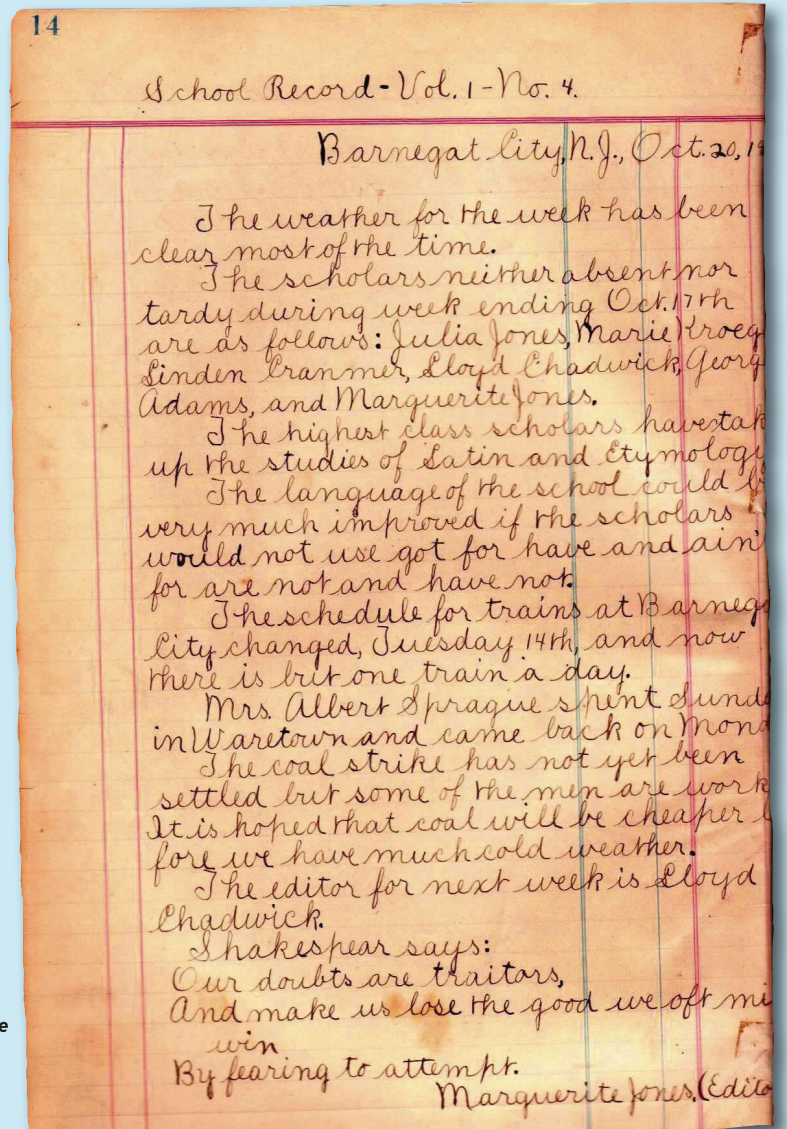 14
School Record - Vol. 1 - No. 4.
Barnegat City, N.J., Oct. 20, 19
The weather for the week has been
clear most of the time.
The scholars neither absent nor
tardy during week ending Oct. 17th
are as follows: Julia Jones, Marie Kroeg
Linden Cranmer, Lloyd Chadwick, Georg
Adams, and Marguerite Jones.
The highest class scholars have tak
up the studies of Latin and Etymology
The language of the school could b
very much improved if the scholars
would not use got for have and ain'
for are not and have not.
The schedule for trains at Barnega
City changed, Tuesday 14th, and now
there is but one train a day.
Mrs. Albert Sprague spent Sunda
in Waretown and came back on Mond
The coal strike has not yet been
settled but some of the men are work
It is hoped that coal will be cheaper b
fore we have much cold weather.
The editor for next week is Lloyd
Chadwick.
Shakespear says:
Our doubts are traitors,
And make us lose the good we oft mi
win
By fearing to attempt.
Marguerite Jones. (Edito
e